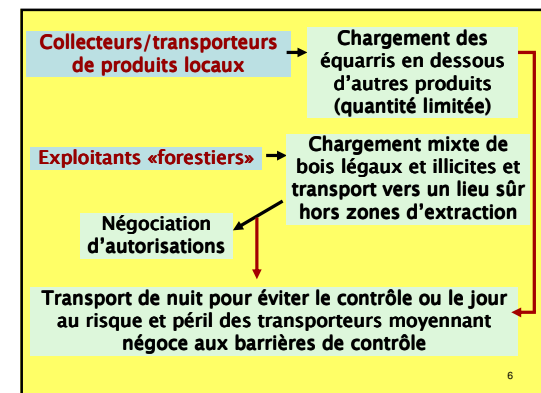 Collecteurs/transporteurs
de produits locaux
Chargement des
équarris en dessous
d'autres produits
(quantité limitée)
Exploitants «forestiers»
Chargement mixte de
bois légaux et illicites et
transport vers un lieu sûr
hors zones d'extraction
Négociation
d'autorisations
Transport de nuit pour éviter le contrôle ou le jour
au risque et péril des transporteurs moyennant
négoce aux barrières de contrôle
6